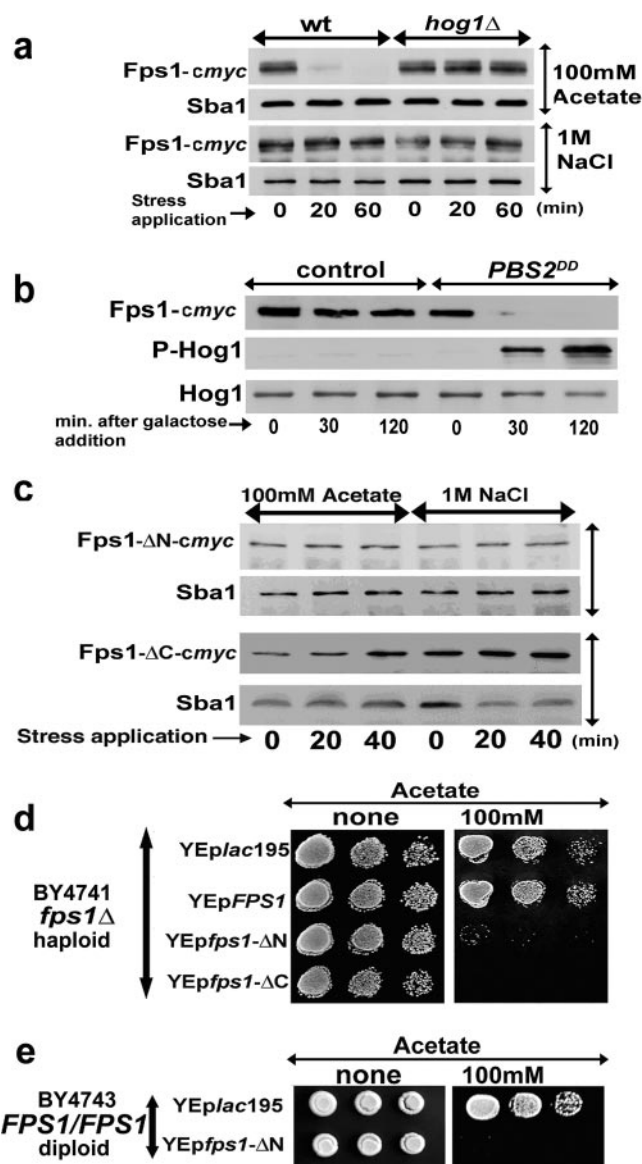 a
wt hog1Δ
Fps1-cmyc
Sba1
100mM Acetate
Fps1-cmyc
Sba1
1M NaCl
Stress application 0 20 60 0 20 60 (min)
b
control PBS2DD
Fps1-cmyc
P-Hog1
Hog1
min. after galactose addition 0 30 120 0 30 120
c
100mM Acetate 1M NaCl
Fps1-ΔN-cmyc
Sba1
Fps1-ΔC-cmyc
Sba1
Stress application 0 20 40 0 20 40 (min)
d
Acetate
none 100mM
BY4741
fps1Δ
haploid
YEplac195
YEpFPS1
YEpfps1-ΔN
YEpfps1-ΔC
e
Acetate
none 100mM
BY4743
FPS1/FPS1
diploid
YEplac195
YEpfps1-ΔN